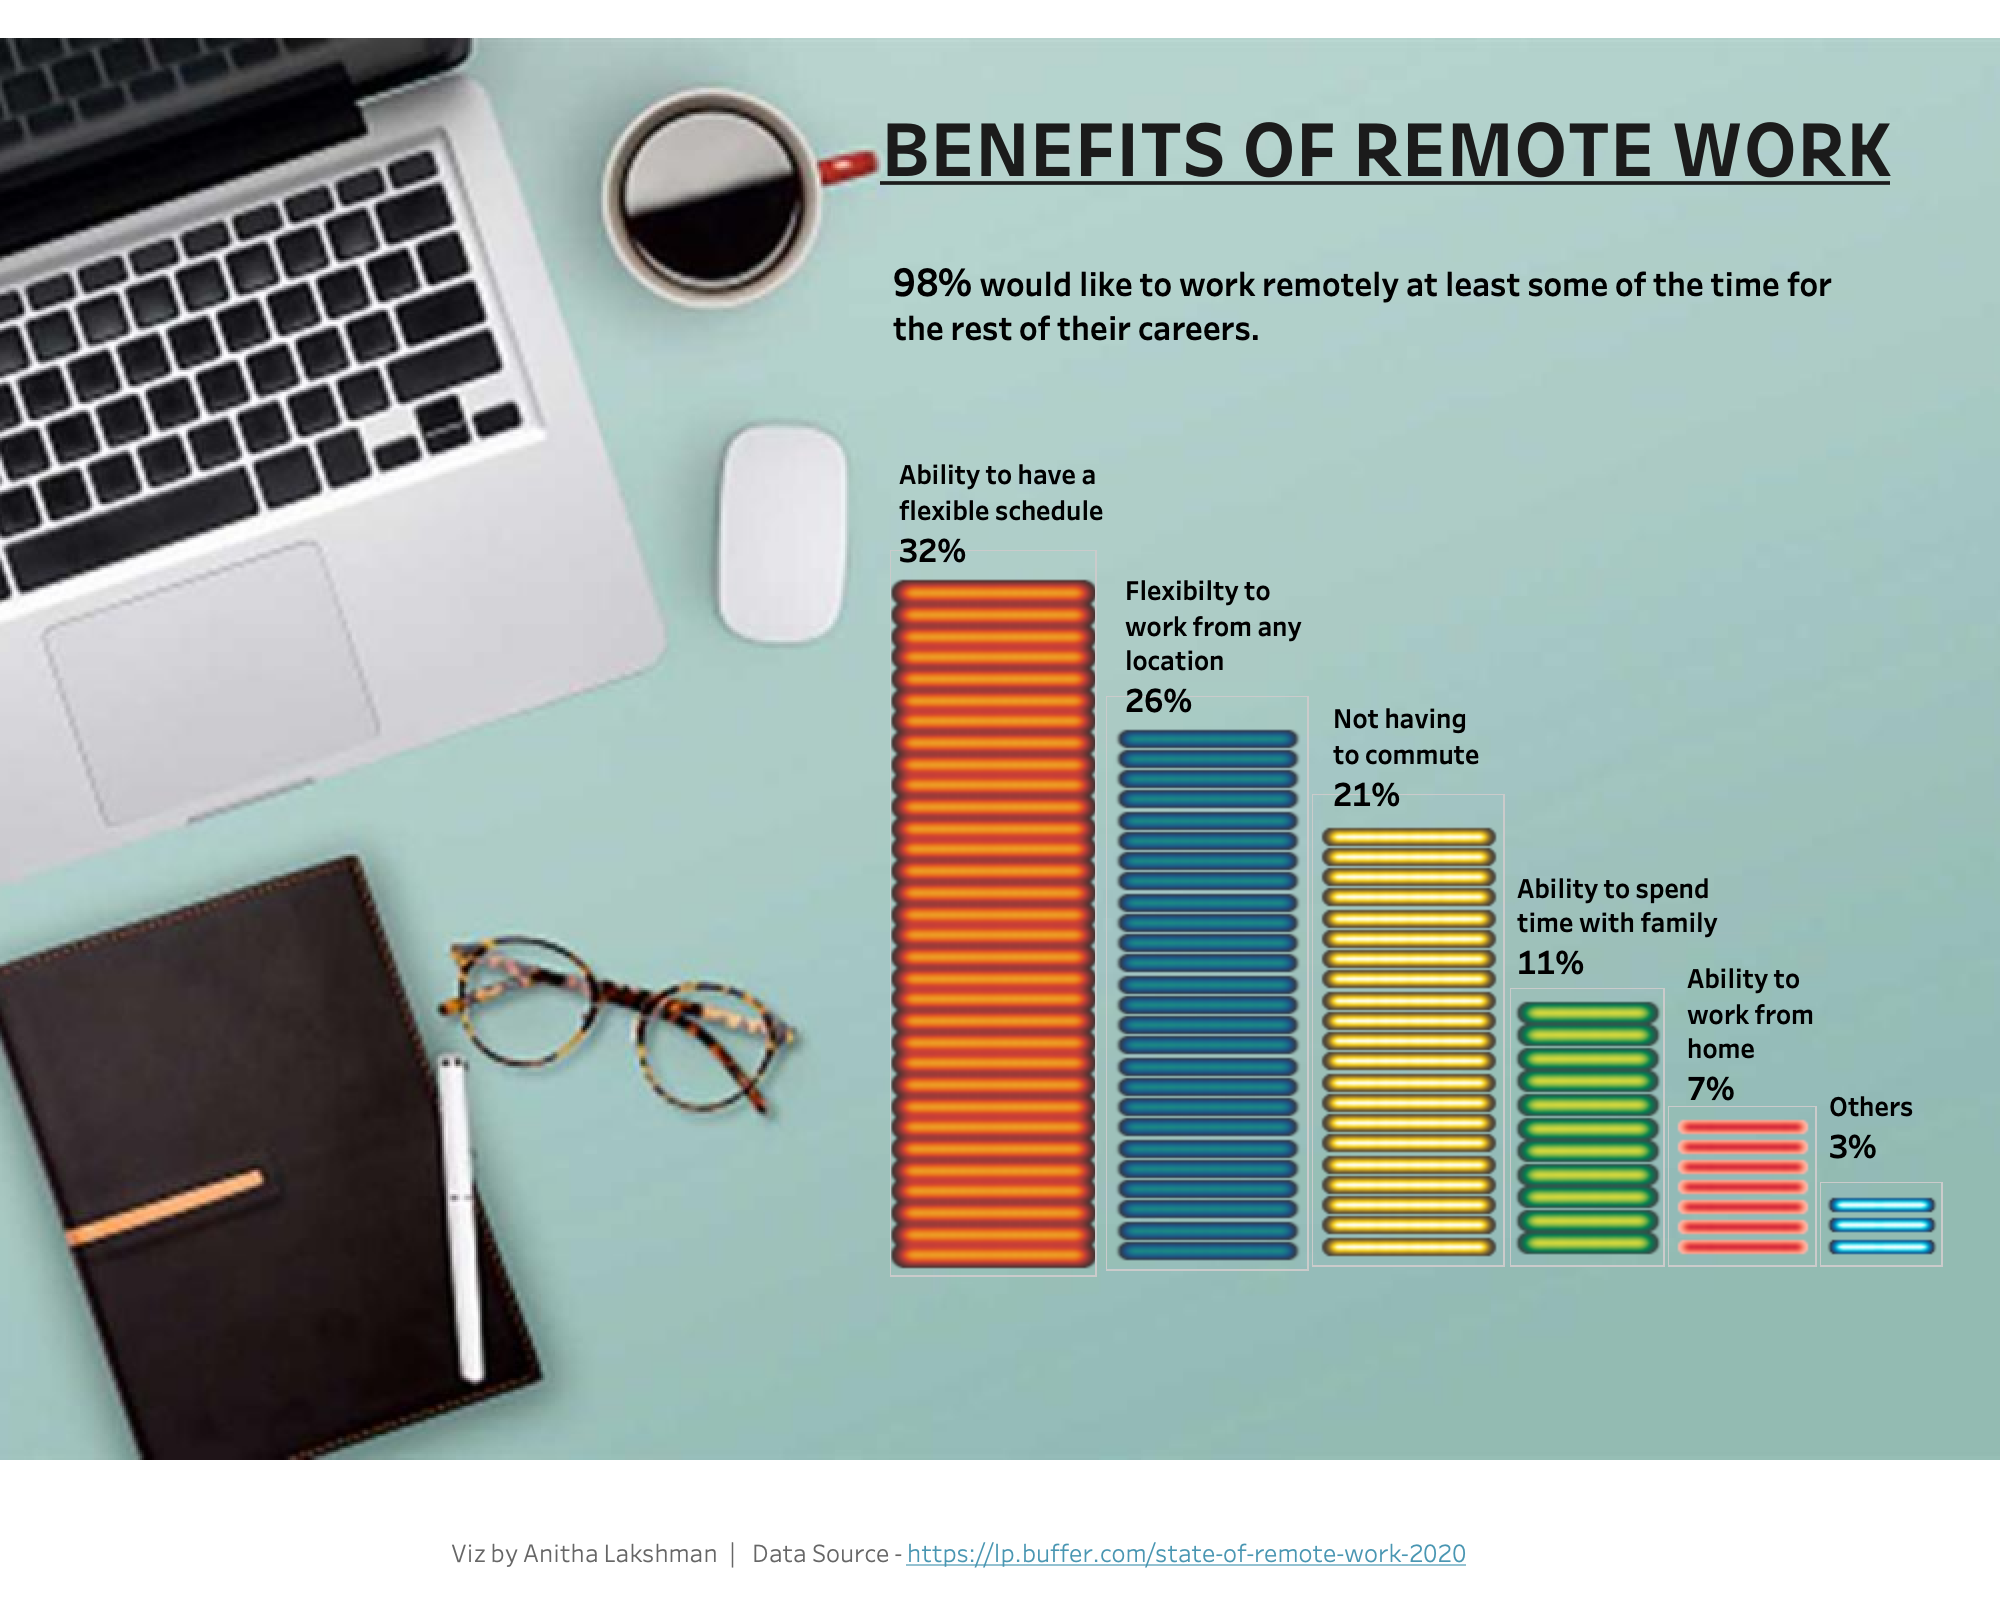 BENEFITS OF REMOTE WORK
98% would like to work remotely at least some of the time for
the rest of their careers.
Ability to have a
flexible schedule
32%
Flexibilty to
work from any
location
26%
Not having
to commute
21%
Ability to spend
time with family
11%
Ability to
work from
home
7%
Others
3%
Viz by Anitha Lakshman | Data Source - https://lp.buffer.com/state-of-remote-work-2020